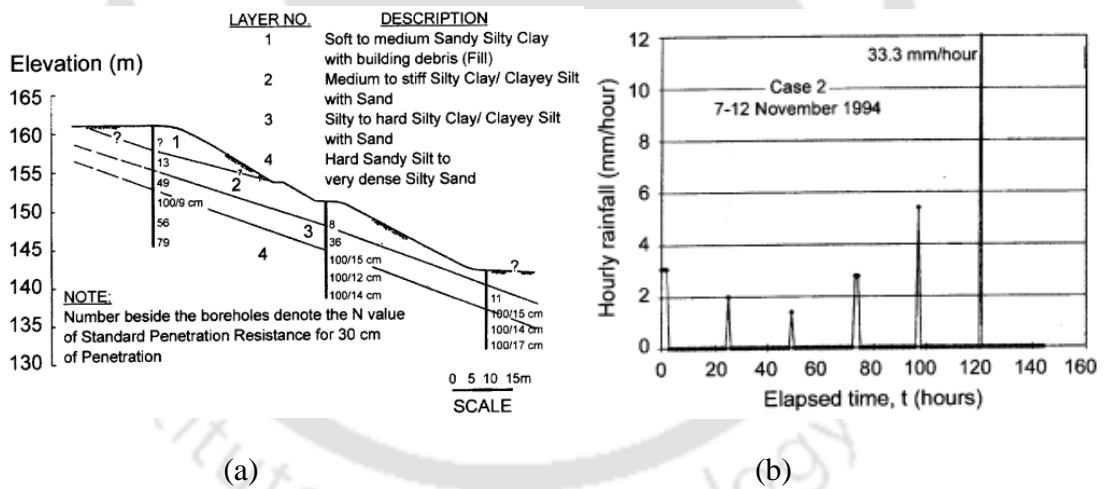 LAYER NO. DESCRIPTION
1 Soft to medium Sandy Silty Clay
with building debris (Fill)
2 Medium to stiff Silty Clay/ Clayey Silt
with Sand
3 Silty to hard Silty Clay/ Clayey Silt
with Sand
4 Hard Sandy Silt to
very dense Silty Sand
Elevation (m)
165
160
155
150
145
140
135
130
? 1
?
13
49
100/9 cm
56
79
?
2
3
4
8
36
100/15 cm
100/12 cm
100/14 cm
?
11
100/15 cm
100/14 cm
100/17 cm
NOTE:
Number beside the boreholes denote the N value
of Standard Penetration Resistance for 30 cm
of Penetration
0 5 10 15m
SCALE
(a)
Hourly rainfall (mm/hour)
12
10
8
6
4
2
0
33.3 mm/hour
Case 2
7-12 November 1994
0 20 40 60 80 100 120 140 160
Elapsed time, t (hours)
(b)